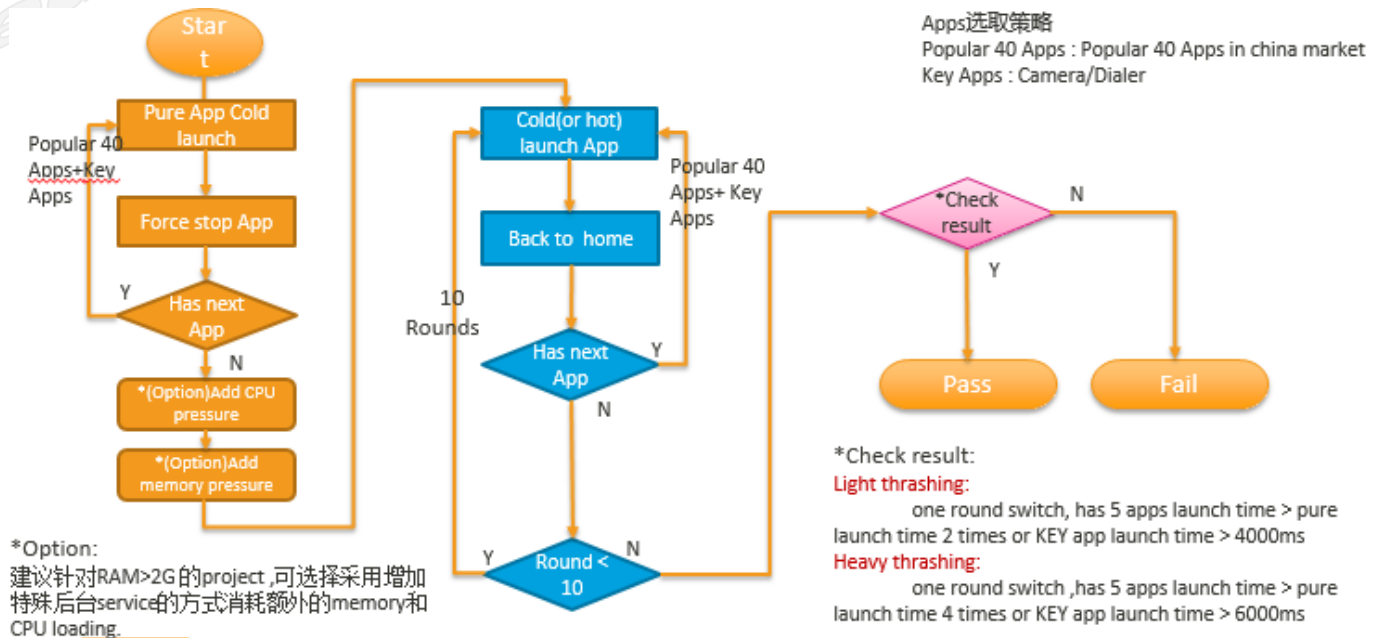 Star
t
Pure App Cold
launch
Popular 40
Apps+Key
Apps
Force stop App
Has next
App
Y
N
*(Option)Add CPU
pressure
*(Option)Add
memory pressure
*Option:
建议针对RAM>2G的project ,可选择采用增加
特殊后台service的方式消耗额外的memory和
CPU loading.
Cold(or hot)
launch App
Popular 40
Apps+ Key
Apps
Back to home
10
Rounds
Has next
App
Y
N
Round <
10
Y
N
Apps选取策略
Popular 40 Apps : Popular 40 Apps in china market
Key Apps : Camera/Dialer
*Check
result
N
Y
Pass
Fail
*Check result:
Light thrashing:
one round switch, has 5 apps launch time > pure
launch time 2 times or KEY app launch time > 4000ms
Heavy thrashing:
one round switch ,has 5 apps launch time > pure
launch time 4 times or KEY app launch time > 6000ms